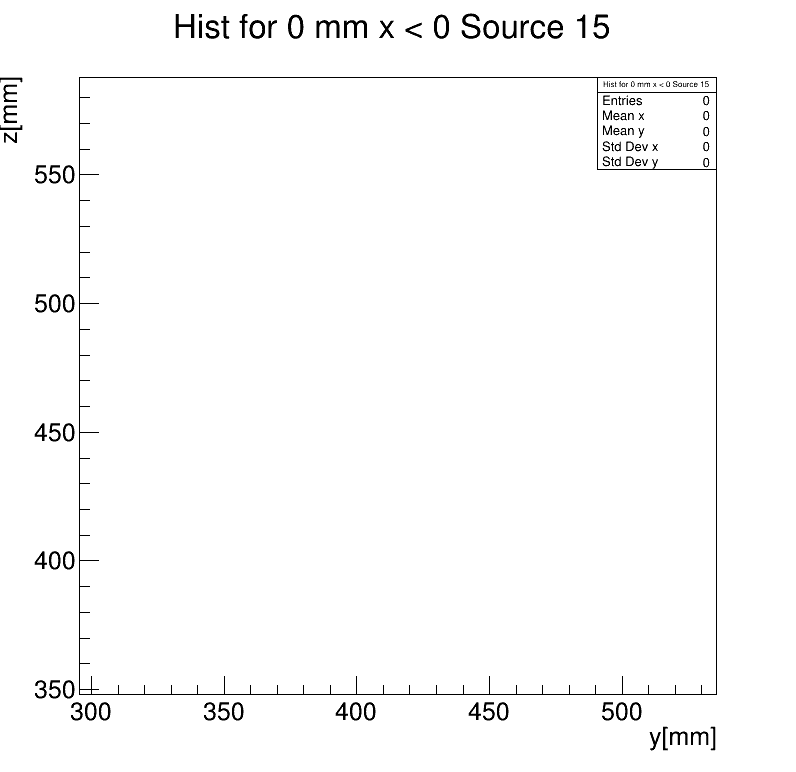 Hist for 0 mm x < 0 Source 15
z[mm]
Hist for 0 mm x < 0 Source 15
Entries 0
Mean x 0
Mean y 0
Std Dev x 0
Std Dev y 0
550
500
450
400
350
300 350 400 450 500
y[mm]